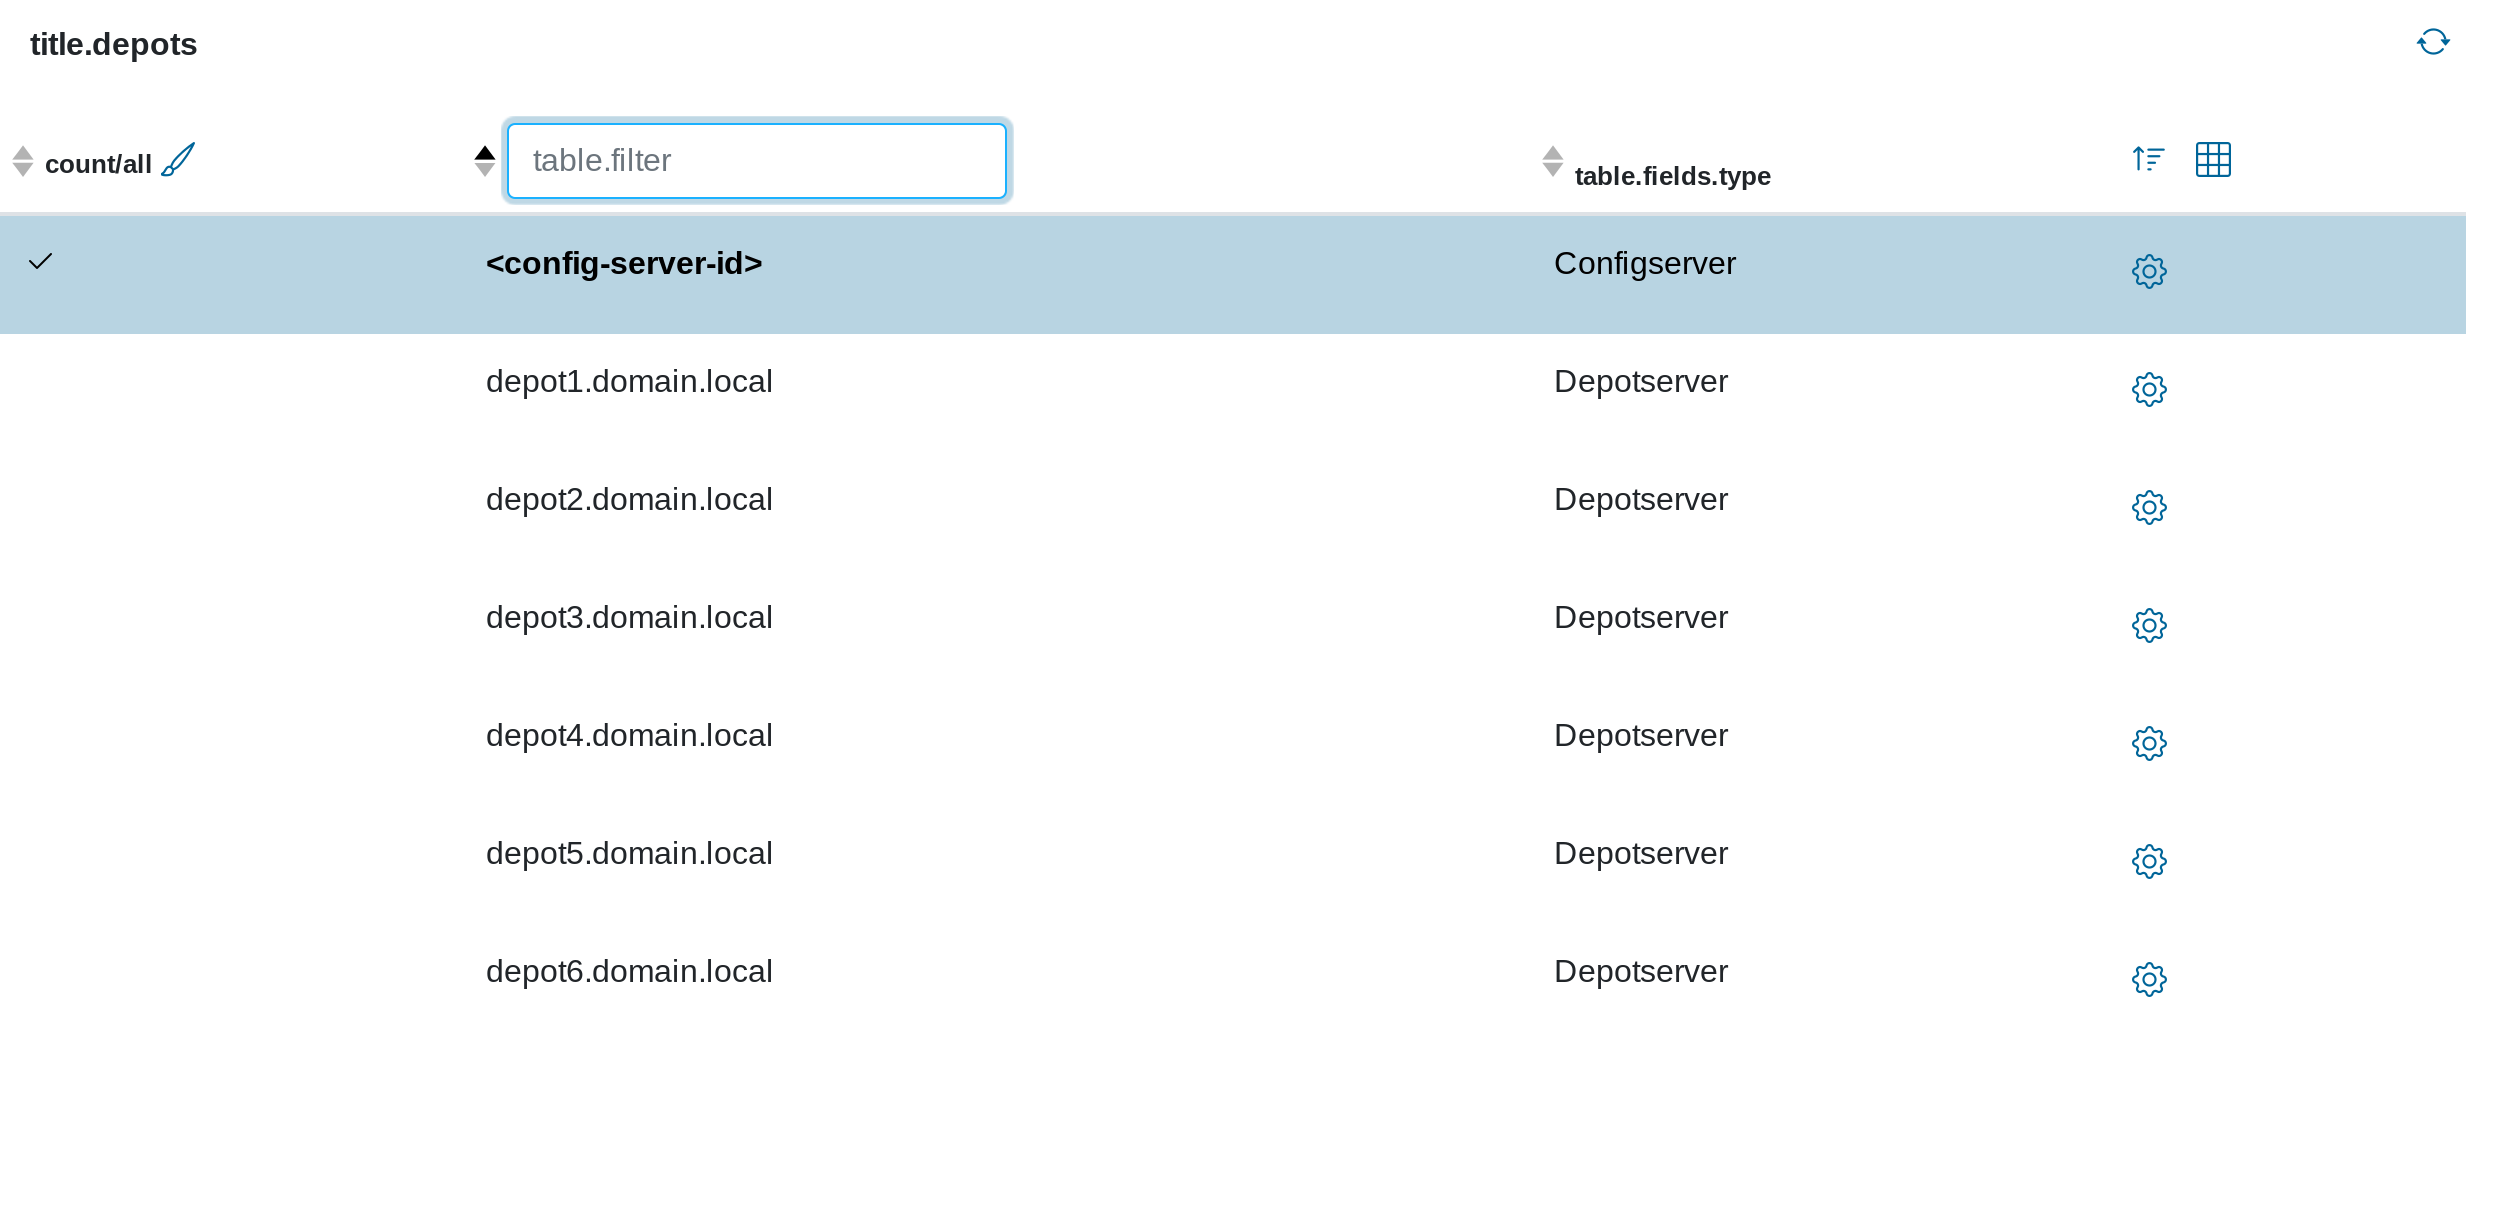 title.depots
count/all table.filter table.fields.type
<config-server-id> Configserver
depot1.domain.local Depotserver
depot2.domain.local Depotserver
depot3.domain.local Depotserver
depot4.domain.local Depotserver
depot5.domain.local Depotserver
depot6.domain.local Depotserver